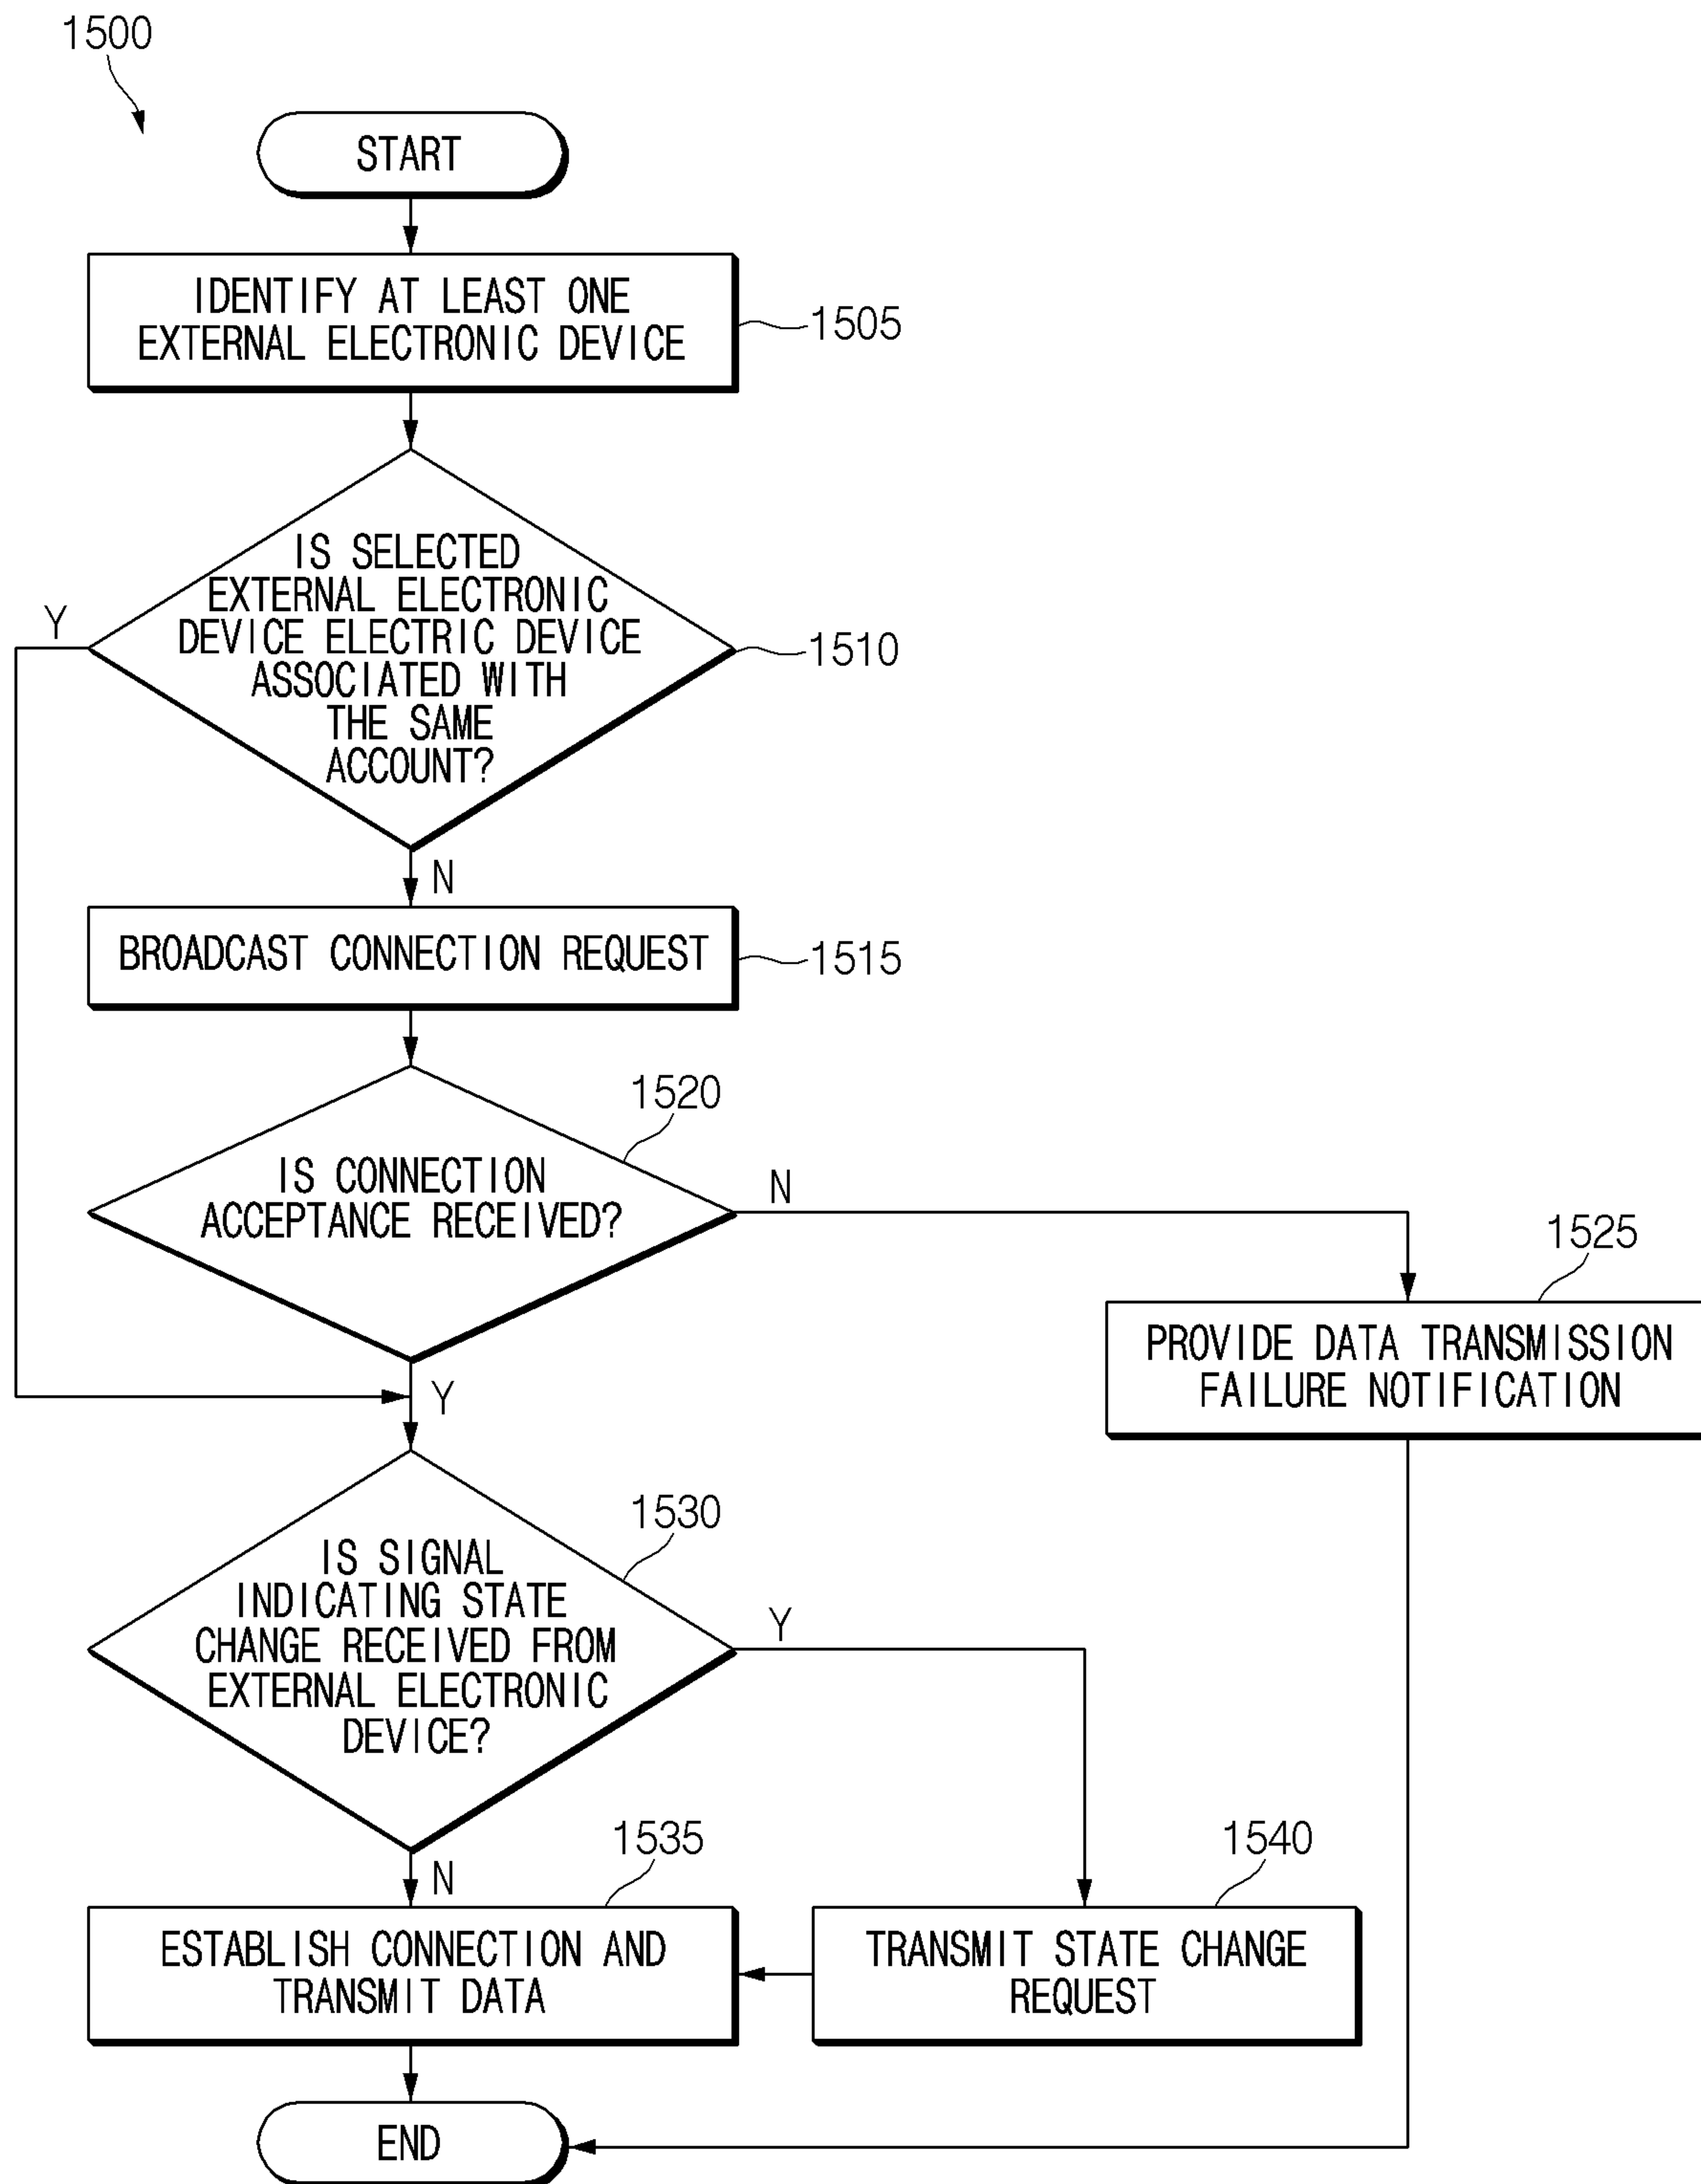 1500
START
IDENTIFY AT LEAST ONE
EXTERNAL ELECTRONIC DEVICE
1505
IS SELECTED
EXTERNAL ELECTRONIC
DEVICE ELECTRIC DEVICE
ASSOCIATED WITH
THE SAME
ACCOUNT?
Y
1510
N
BROADCAST CONNECTION REQUEST
1515
1520
IS CONNECTION
ACCEPTANCE RECEIVED?
N
1525
PROVIDE DATA TRANSMISSION
FAILURE NOTIFICATION
Y
1530
IS SIGNAL
INDICATING STATE
CHANGE RECEIVED FROM
EXTERNAL ELECTRONIC
DEVICE?
Y
N
1535
ESTABLISH CONNECTION AND
TRANSMIT DATA
1540
TRANSMIT STATE CHANGE
REQUEST
END